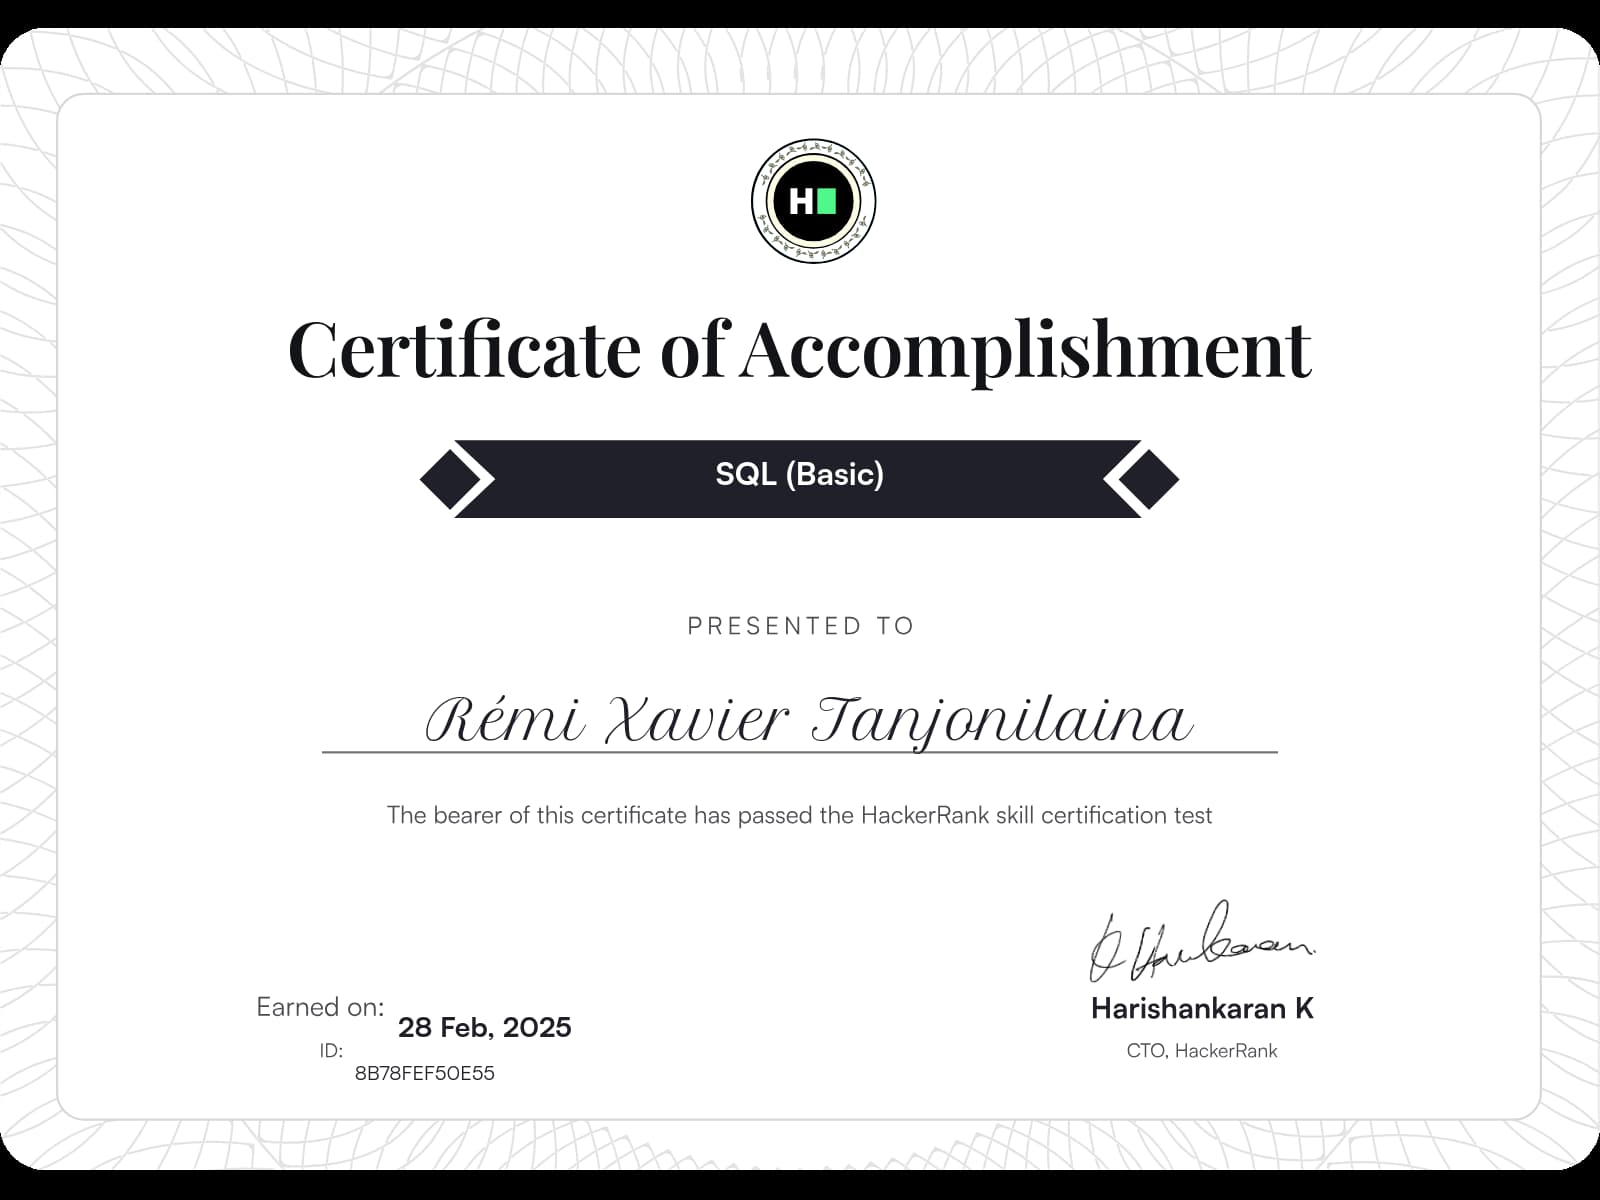 H
Certificate of Accomplishment
SQL (Basic)
PRESENTED TO
Rémi Xavier Tanjonilaina
The bearer of this certificate has passed the HackerRank skill certification test
Earned on: 28 Feb, 2025
ID: 8B78FEF50E55
Harishankaran K
CTO, HackerRank